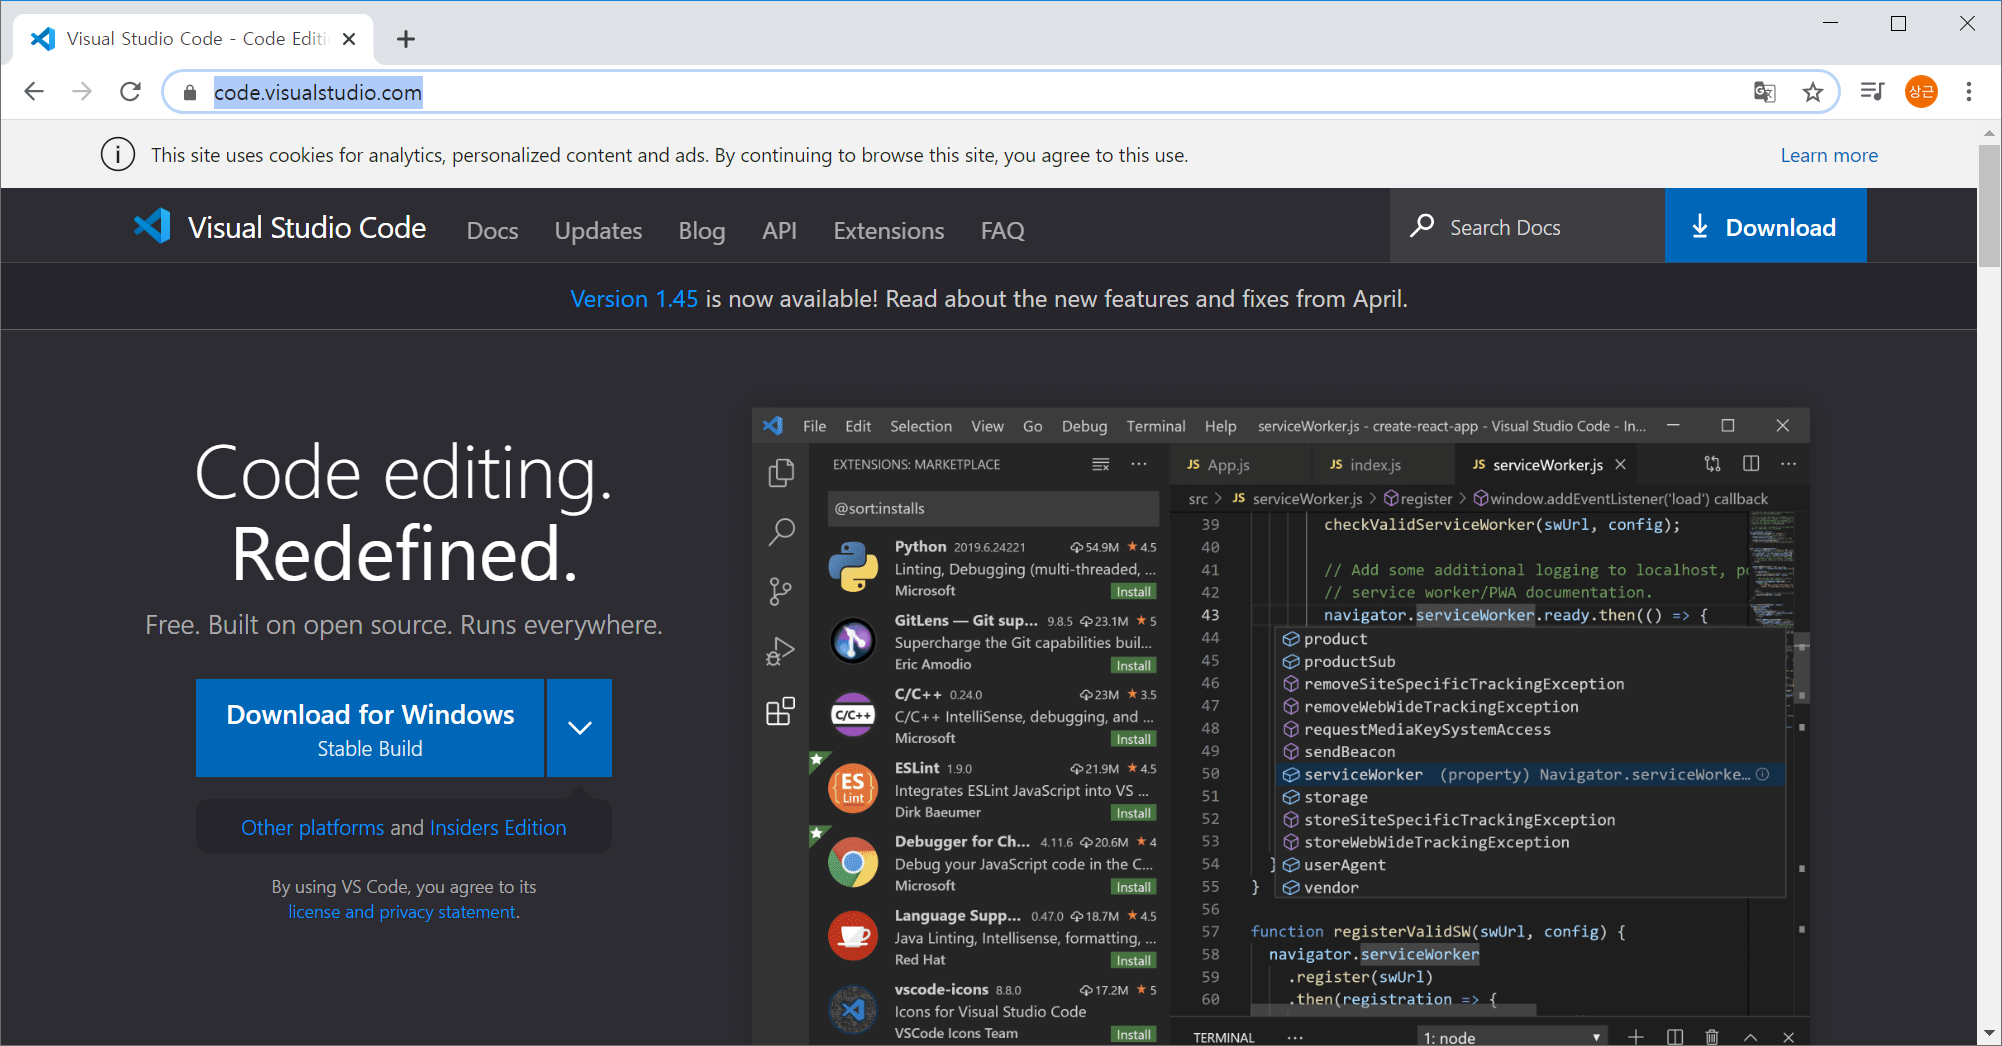 Visual Studio Code - Code Editi
code.visualstudio.com
상근
This site uses cookies for analytics, personalized content and ads. By continuing to browse this site, you agree to this use.
Learn more
Visual Studio Code
Docs
Updates
Blog
API
Extensions
FAQ
Search Docs
Download
Version 1.45 is now available! Read about the new features and fixes from April.
Code editing.
Redefined.
Free. Built on open source. Runs everywhere.
Download for Windows
Stable Build
Other platforms and Insiders Edition
By using VS Code, you agree to its
license and privacy statement.
File Edit Selection View Go Debug Terminal Help serviceWorker.js - create-react-app - Visual Studio Code - In...
EXTENSIONS: MARKETPLACE
@sort:installs
Python 2019.6.24221 54.9M ★ 4.5
Linting, Debugging (multi-threaded, ...
Microsoft Install
GitLens — Git sup... 9.8.5 23.1M ★ 5
Supercharge the Git capabilities buil...
Eric Amodio Install
C/C++
C/C++ 0.24.0 23M ★ 3.5
C/C++ IntelliSense, debugging, and ...
Microsoft Install
ES Lint
ESLint 1.9.0 21.9M ★ 4.5
Integrates ESLint JavaScript into VS ...
Dirk Baeumer Install
Debugger for Ch... 4.11.6 20.6M ★ 4
Debug your JavaScript code in the C...
Microsoft Install
Language Supp... 0.47.0 18.7M ★ 4.5
Java Linting, Intellisense, formatting, ...
Red Hat Install
vscode-icons 8.8.0 17.2M ★ 5
Icons for Visual Studio Code
VSCode Icons Team Install
JS App.js
JS index.js
JS serviceWorker.js
src > JS serviceWorker.js > register > window.addEventListener('load') callback
39 checkValidServiceWorker(swUrl, config);
40
41 // Add some additional logging to localhost, po
42 // service worker/PWA documentation.
43 navigator.serviceWorker.ready.then(() => {
44 product
45 productSub
46 removeSiteSpecificTrackingException
47 removeWebWideTrackingException
48 requestMediaKeySystemAccess
49 sendBeacon
50 serviceWorker (property) Navigator.serviceWorke...
51 storage
52 storeSiteSpecificTrackingException
53 storeWebWideTrackingException
54 } userAgent
55 } vendor
56
57 function registerValidSW(swUrl, config) {
58 navigator.serviceWorker
59 .register(swUrl)
60 .then(registration => {
TERMINAL ... 1: node